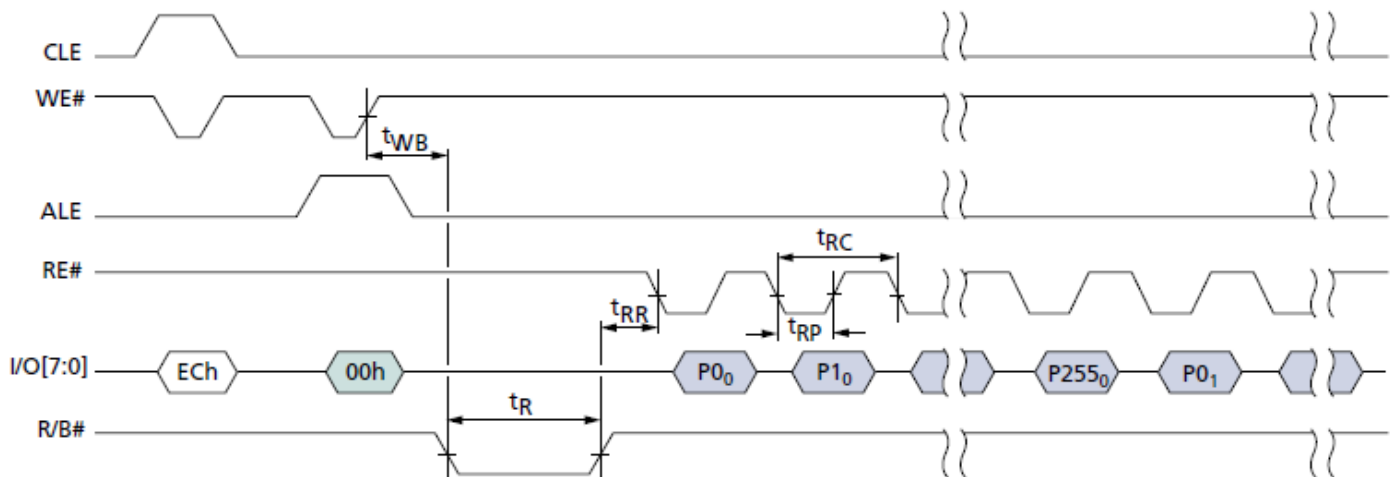 CLE
WE#
tWB
ALE
tRC
RE#
tRR
tRP
I/O[7:0]
ECh
00h
P0₀
P1₀
P255₀
P0₁
tR
R/B#